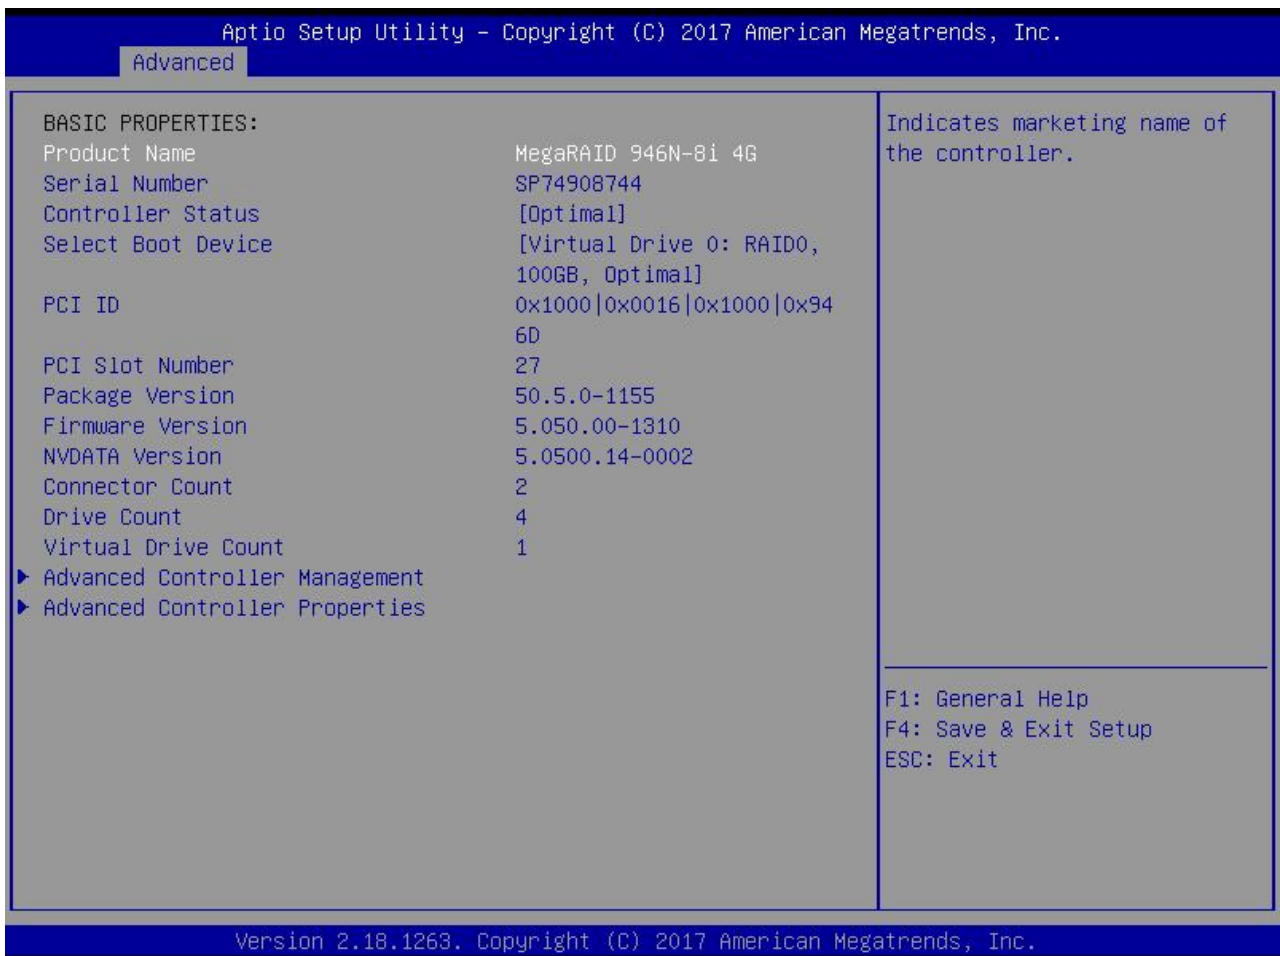 Aptio Setup Utility – Copyright (C) 2017 American Megatrends, Inc.
Advanced
BASIC PROPERTIES:
Product Name MegaRAID 946N-8i 4G
Serial Number SP74908744
Controller Status [Optimal]
Select Boot Device [Virtual Drive 0: RAID0,
100GB, Optimal]
PCI ID 0x1000|0x0016|0x1000|0x94
6D
PCI Slot Number 27
Package Version 50.5.0-1155
Firmware Version 5.050.00-1310
NVDATA Version 5.0500.14-0002
Connector Count 2
Drive Count 4
Virtual Drive Count 1
Advanced Controller Management
Advanced Controller Properties
Indicates marketing name of
the controller.
F1: General Help
F4: Save & Exit Setup
ESC: Exit
Version 2.18.1263. Copyright (C) 2017 American Megatrends, Inc.